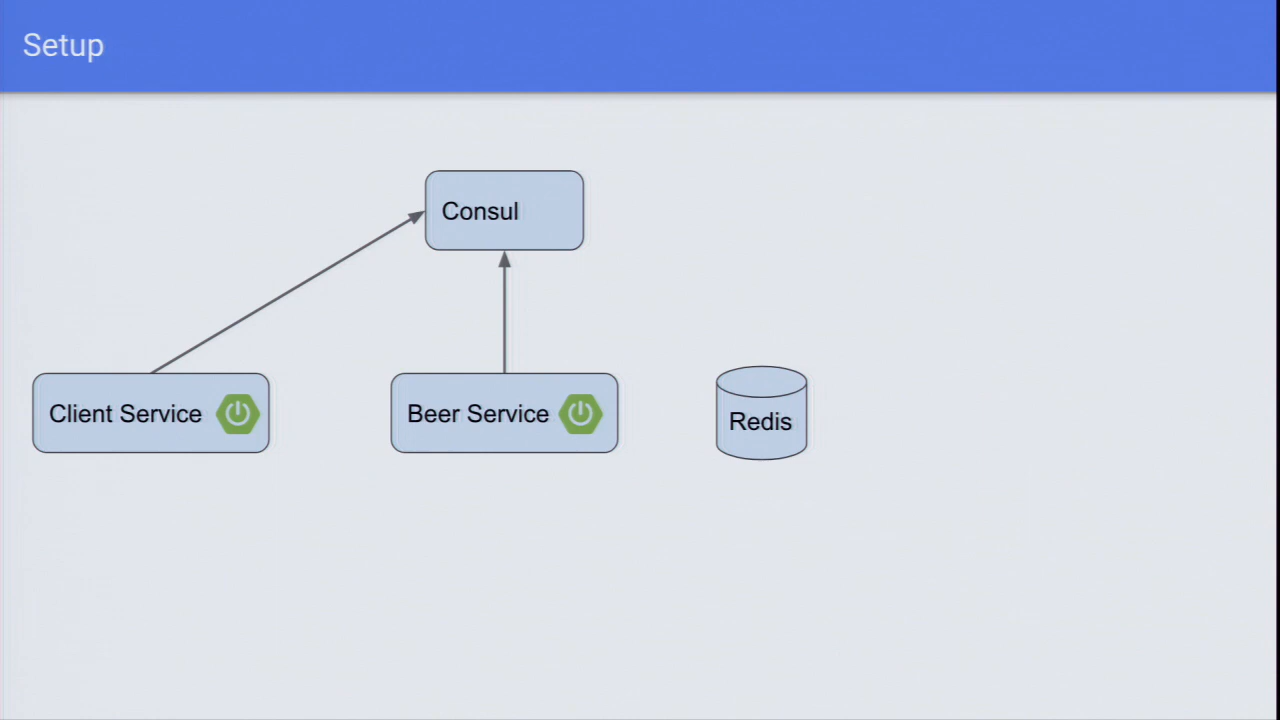 Setup
Consul
Client Service
Beer Service
Redis